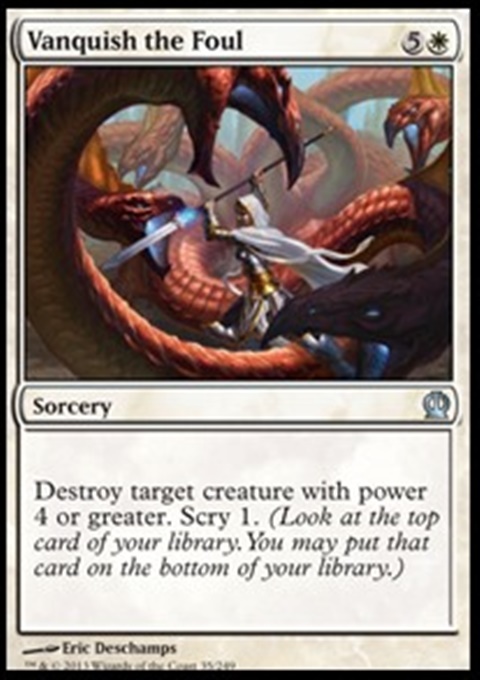 Vanquish the Foul 5
Sorcery
Destroy target creature with power
4 or greater. Scry 1. (Look at the top
card of your library. You may put that
card on the bottom of your library.)
Eric Deschamps
™ & © 2013 Wizards of the Coast 35/249